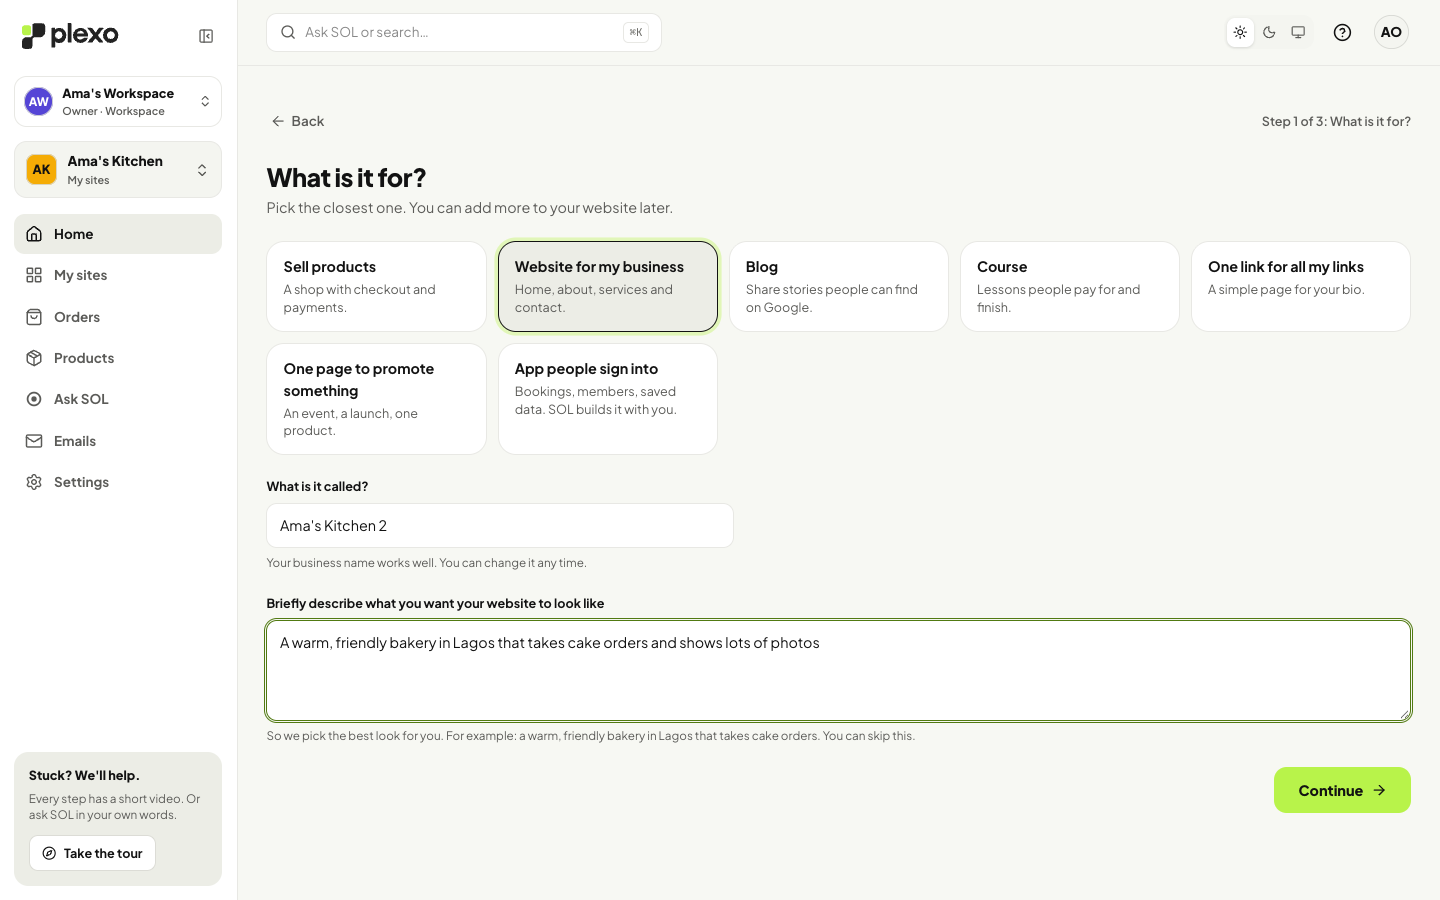 plexo
Ask SOL or search...
⌘K
AO
AW
Ama's Workspace
Owner · Workspace
AK
Ama's Kitchen
My sites
Home
My sites
Orders
Products
Ask SOL
Emails
Settings
Stuck? We'll help.
Every step has a short video. Or
ask SOL in your own words.
Take the tour
Back
Step 1 of 3: What is it for?
What is it for?
Pick the closest one. You can add more to your website later.
Sell products
A shop with checkout and
payments.
Website for my business
Home, about, services and
contact.
Blog
Share stories people can find
on Google.
Course
Lessons people pay for and
finish.
One link for all my links
A simple page for your bio.
One page to promote
something
An event, a launch, one
product.
App people sign into
Bookings, members, saved
data. SOL builds it with you.
What is it called?
Ama's Kitchen 2
Your business name works well. You can change it any time.
Briefly describe what you want your website to look like
A warm, friendly bakery in Lagos that takes cake orders and shows lots of photos
So we pick the best look for you. For example: a warm, friendly bakery in Lagos that takes cake orders. You can skip this.
Continue